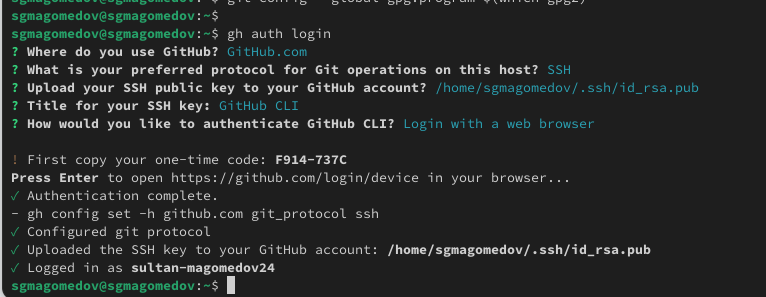 sgmagomedov@sgmagomedov:~$ git config --global gpg.program $(which gpg2)
sgmagomedov@sgmagomedov:~$
sgmagomedov@sgmagomedov:~$ gh auth login
? Where do you use GitHub? GitHub.com
? What is your preferred protocol for Git operations on this host? SSH
? Upload your SSH public key to your GitHub account? /home/sgmagomedov/.ssh/id_rsa.pub
? Title for your SSH key: GitHub CLI
? How would you like to authenticate GitHub CLI? Login with a web browser
! First copy your one-time code: F914-737C
Press Enter to open https://github.com/login/device in your browser...
✓ Authentication complete.
- gh config set -h github.com git_protocol ssh
✓ Configured git protocol
✓ Uploaded the SSH key to your GitHub account: /home/sgmagomedov/.ssh/id_rsa.pub
✓ Logged in as sultan-magomedov24
sgmagomedov@sgmagomedov:~$